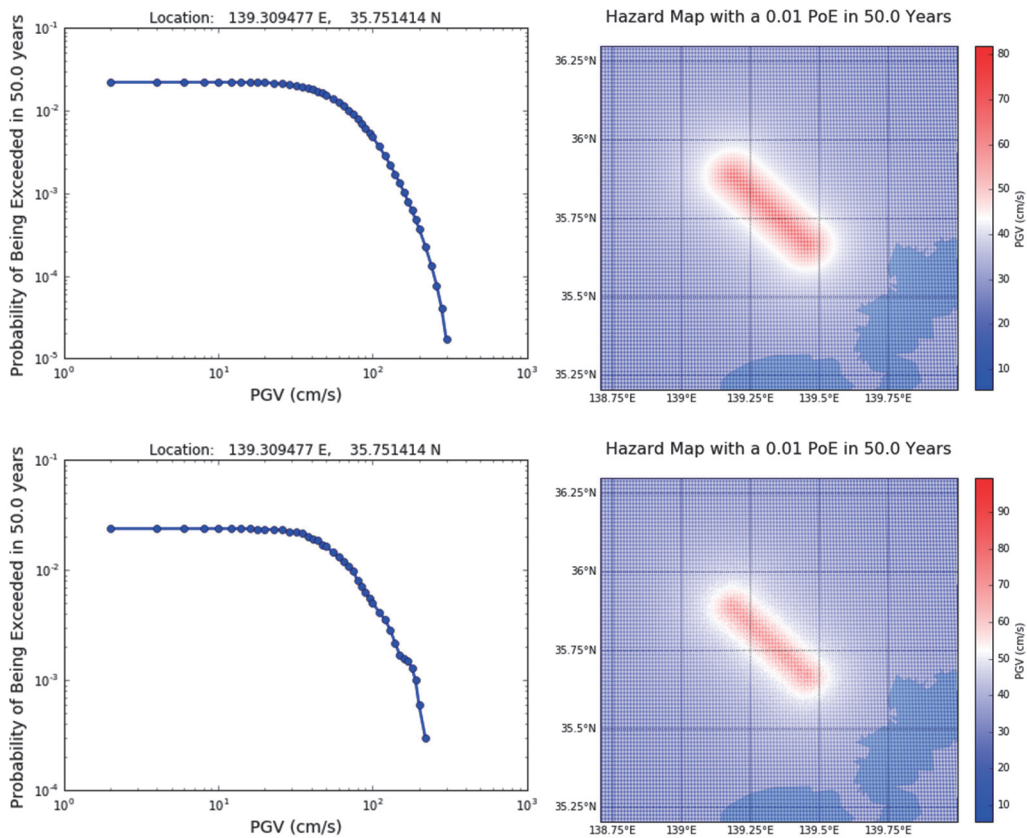 Location: 139.309477 E, 35.751414 N
Probability of Being Exceeded in 50.0 years
10^-1
10^-2
10^-3
10^-4
10^-5
10^0
10^1
10^2
10^3
PGV (cm/s)
Hazard Map with a 0.01 PoE in 50.0 Years
36.25°N
36°N
35.75°N
35.5°N
35.25°N
138.75°E
139°E
139.25°E
139.5°E
139.75°E
80
70
60
50
40
30
20
10
PGV (cm/s)
Location: 139.309477 E, 35.751414 N
Probability of Being Exceeded in 50.0 years
10^-1
10^-2
10^-3
10^-4
10^0
10^1
10^2
10^3
PGV (cm/s)
Hazard Map with a 0.01 PoE in 50.0 Years
36.25°N
36°N
35.75°N
35.5°N
35.25°N
138.75°E
139°E
139.25°E
139.5°E
139.75°E
90
80
70
60
50
40
30
20
10
PGV (cm/s)